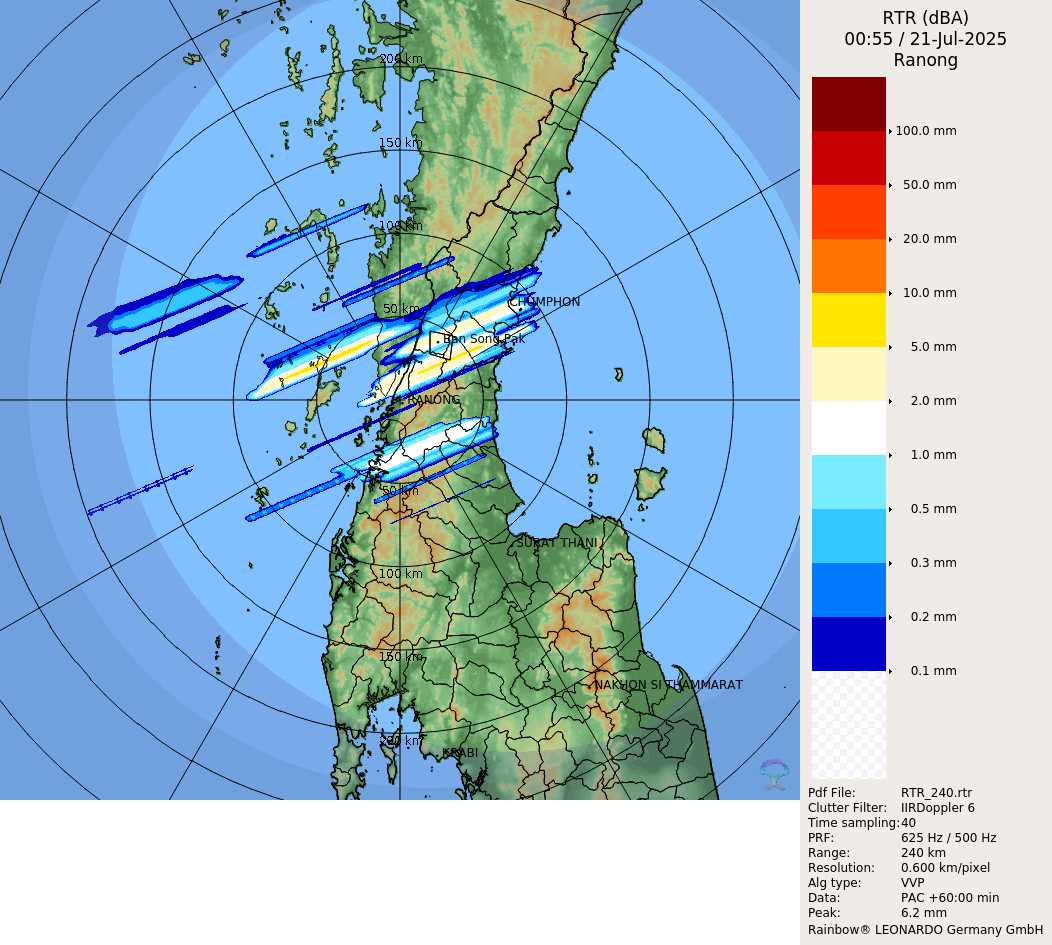 RTR (dBA)
00:55 / 21-Jul-2025
Ranong
200 km
150 km
100 km
50 km
CHUMPHON
Ban Song Pak
RANONG
50 km
SURAT THANI
100 km
150 km
NAKHON SI THAMMARAT
200 km
KRABI
100.0 mm
50.0 mm
20.0 mm
10.0 mm
5.0 mm
2.0 mm
1.0 mm
0.5 mm
0.3 mm
0.2 mm
0.1 mm
Pdf File: RTR_240.rtr
Clutter Filter: IIRDoppler 6
Time sampling:40
PRF: 625 Hz / 500 Hz
Range: 240 km
Resolution: 0.600 km/pixel
Alg type: VVP
Data: PAC +60:00 min
Peak: 6.2 mm
Rainbow® LEONARDO Germany GmbH